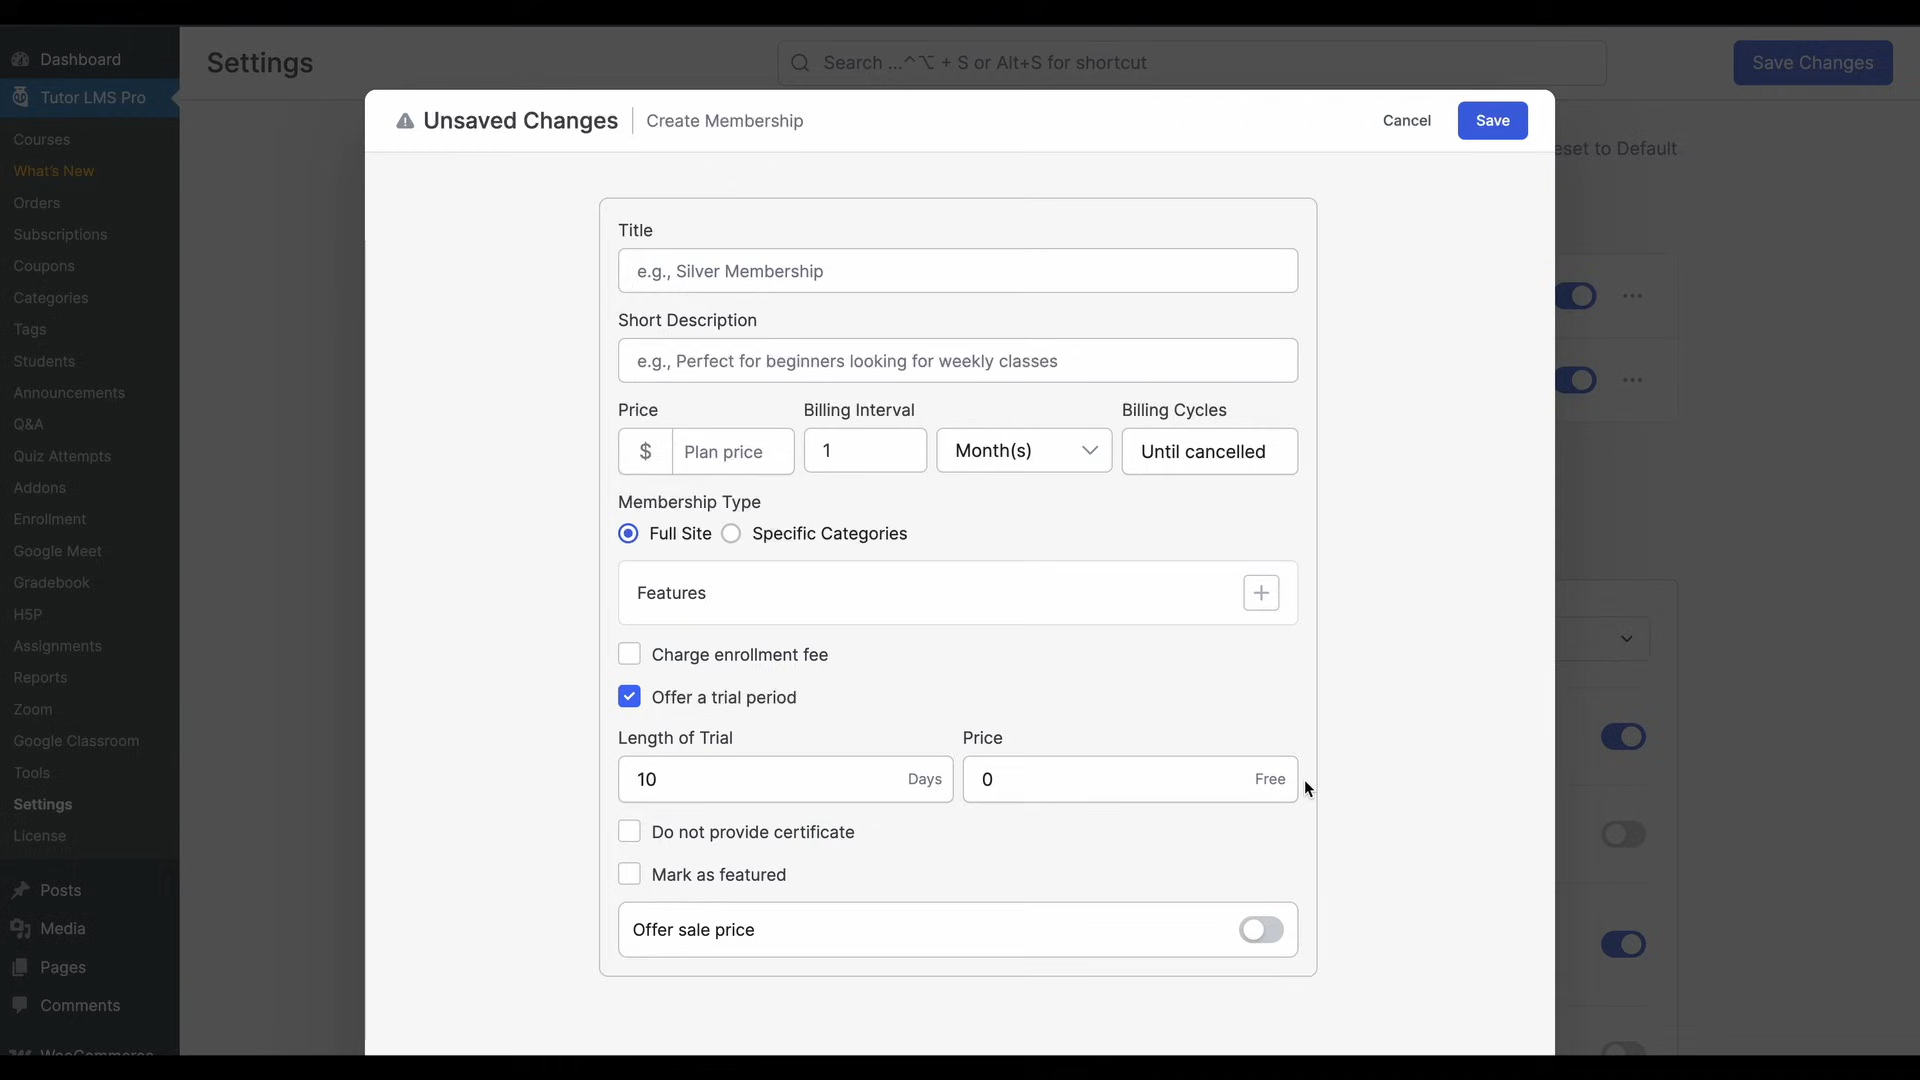 Dashboard
Tutor LMS Pro
Courses
What's New
Orders
Subscriptions
Coupons
Categories
Tags
Students
Announcements
Q&A
Quiz Attempts
Addons
Enrollment
Google Meet
Gradebook
H5P
Assignments
Reports
Zoom
Google Classroom
Tools
Settings
License
Posts
Media
Pages
Comments
WooCommerce
Settings
Search ...^⌥ + S or Alt+S for shortcut
Save Changes
eset to Default
Unsaved Changes
Create Membership
Cancel
Save
Title
e.g., Silver Membership
Short Description
e.g., Perfect for beginners looking for weekly classes
Price Billing Interval Billing Cycles
$ Plan price 1 Month(s) Until cancelled
Membership Type
Full Site Specific Categories
Features
Charge enrollment fee
Offer a trial period
Length of Trial Price
10 Days 0 Free
Do not provide certificate
Mark as featured
Offer sale price